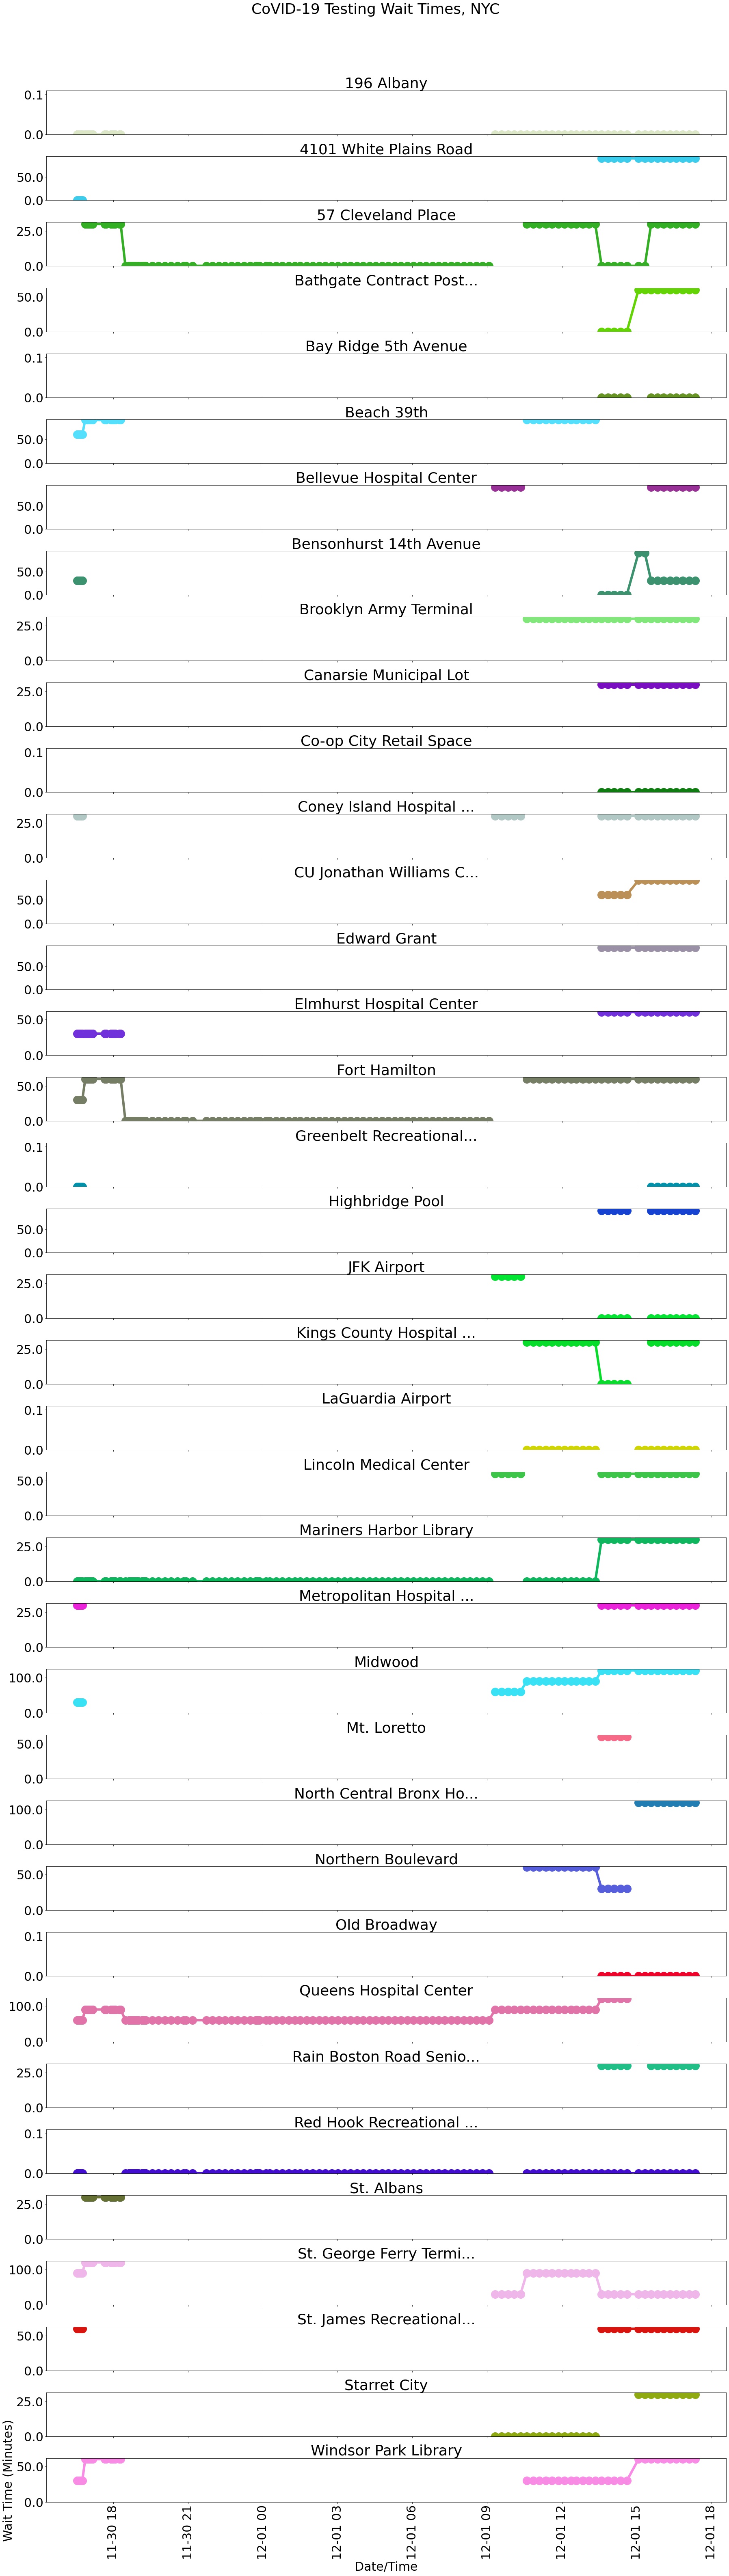 CoVID-19 Testing Wait Times, NYC
196 Albany
0.1
0.0
4101 White Plains Road
50.0
0.0
57 Cleveland Place
25.0
0.0
Bathgate Contract Post...
50.0
0.0
Bay Ridge 5th Avenue
0.1
0.0
Beach 39th
50.0
0.0
Bellevue Hospital Center
50.0
0.0
Bensonhurst 14th Avenue
50.0
0.0
Brooklyn Army Terminal
25.0
0.0
Canarsie Municipal Lot
25.0
0.0
Co-op City Retail Space
0.1
0.0
Coney Island Hospital ...
25.0
0.0
CU Jonathan Williams C...
50.0
0.0
Edward Grant
50.0
0.0
Elmhurst Hospital Center
50.0
0.0
Fort Hamilton
50.0
0.0
Greenbelt Recreational...
0.1
0.0
Highbridge Pool
50.0
0.0
JFK Airport
25.0
0.0
Kings County Hospital ...
25.0
0.0
LaGuardia Airport
0.1
0.0
Lincoln Medical Center
50.0
0.0
Mariners Harbor Library
25.0
0.0
Metropolitan Hospital ...
25.0
0.0
Midwood
100.0
0.0
Mt. Loretto
50.0
0.0
North Central Bronx Ho...
100.0
0.0
Northern Boulevard
50.0
0.0
Old Broadway
0.1
0.0
Queens Hospital Center
100.0
0.0
Rain Boston Road Senio...
25.0
0.0
Red Hook Recreational ...
0.1
0.0
St. Albans
25.0
0.0
St. George Ferry Termi...
100.0
0.0
St. James Recreational...
50.0
0.0
Starret City
25.0
0.0
Windsor Park Library
50.0
0.0
Wait Time (Minutes)
11-30 18
11-30 21
12-01 00
12-01 03
12-01 06
12-01 09
12-01 12
12-01 15
12-01 18
Date/Time